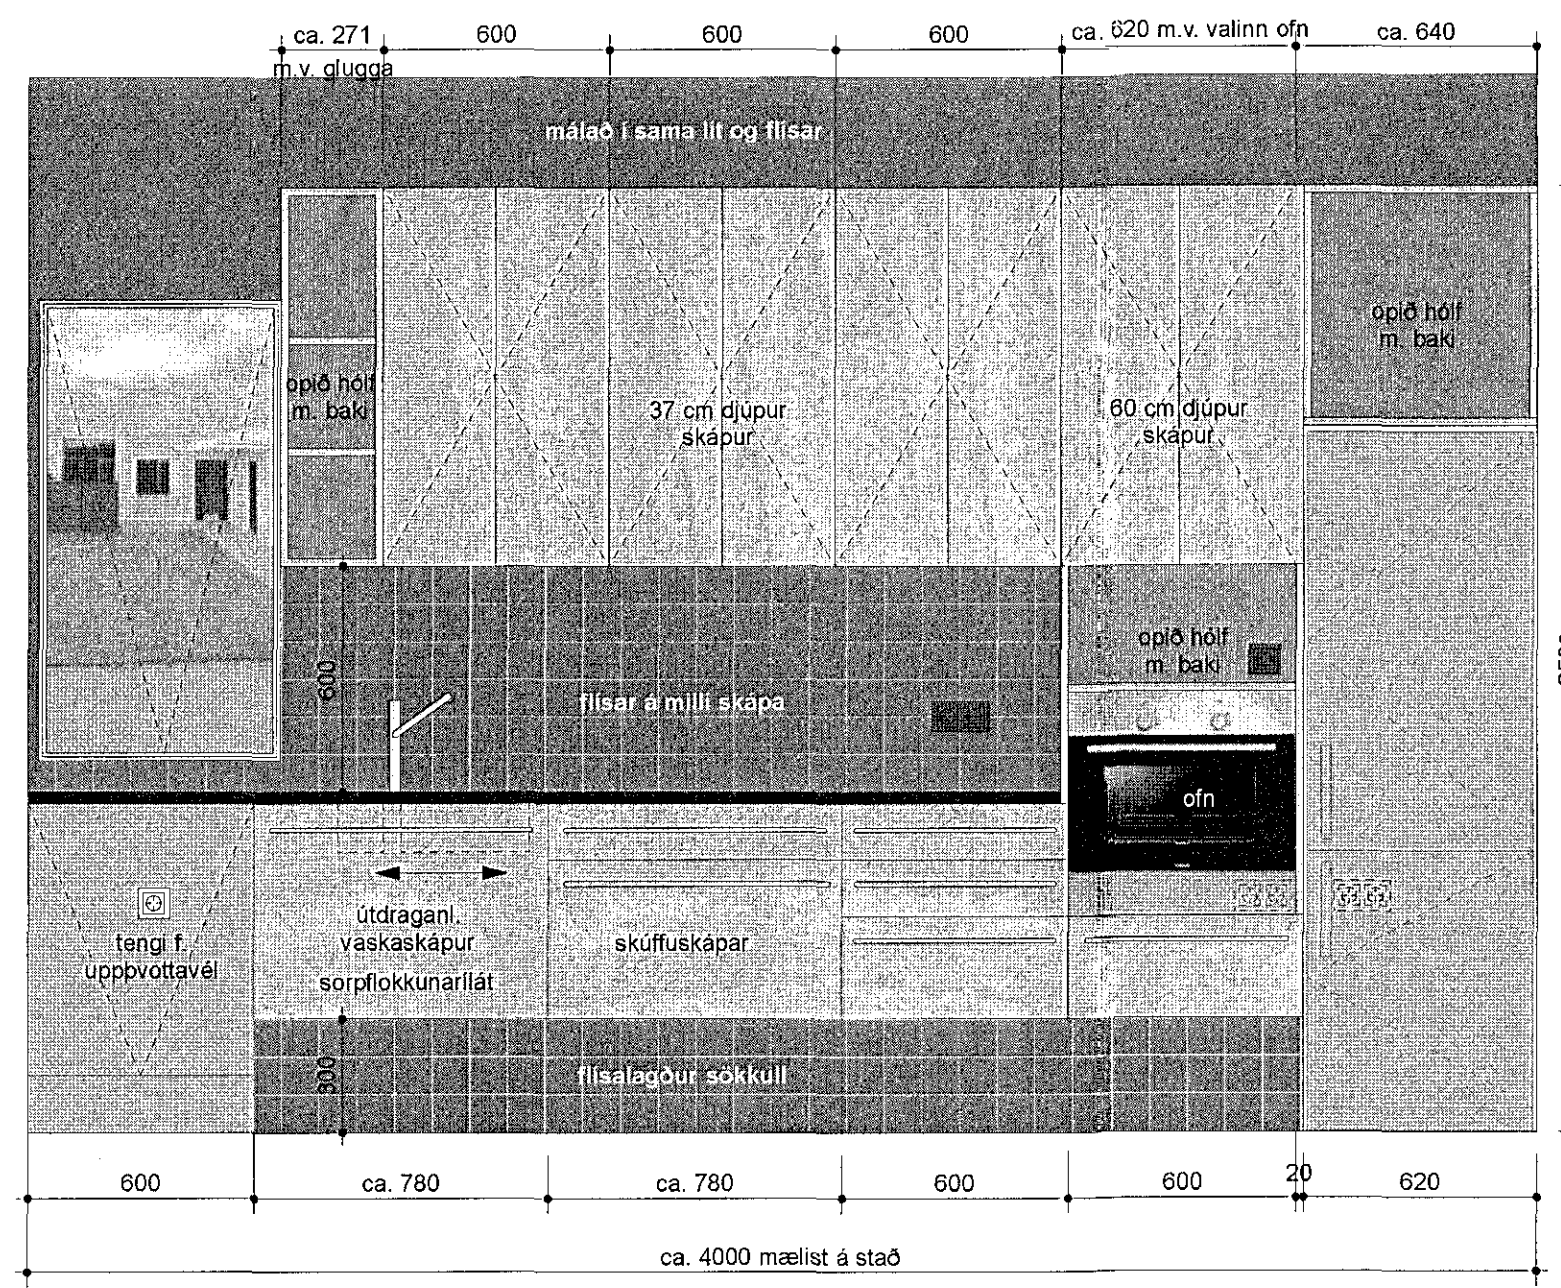 ca. 271
600
600
600
ca. 620 m.v. valinn ofn
ca. 640
m.v. glugga
málað í sama lit og flísar
opið hólf
m. baki
opið hólf
m. baki
37 cm djúpur
skápur
60 cm djúpur
skápur
opið hólf
m. baki
600
flísar á milli skápa
ofn
útdraganl.
vaskaskápur
sorpflokkunarílát
tengi f.
uppþvottavél
skúffuskápar
300
flísalagður sökkull
600
ca. 780
ca. 780
600
600
20
620
ca. 4000 mælist á stað